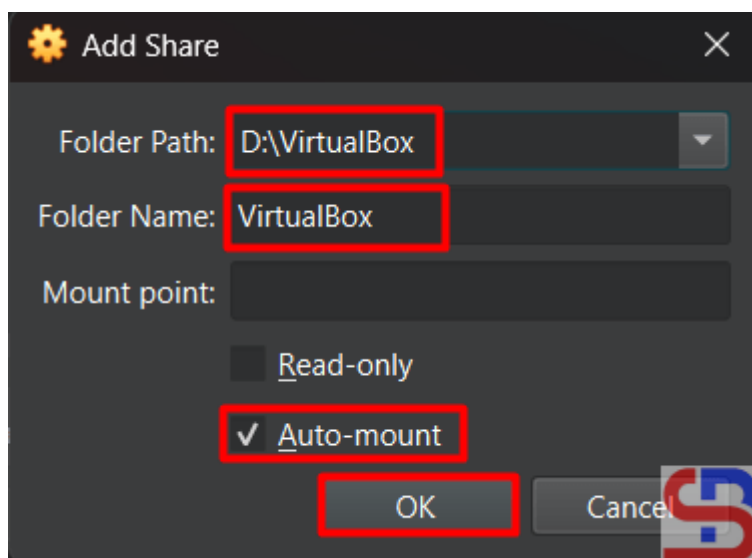 Add Share
Folder Path: D:\VirtualBox
Folder Name: VirtualBox
Mount point:
Read-only
Auto-mount
OK Cancel